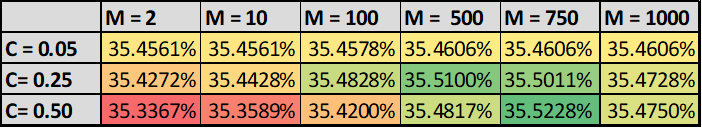 M = 2 M = 10 M = 100 M =  500 M = 750 M = 1000
C = 0.05 35.4561% 35.4561% 35.4578% 35.4606% 35.4606% 35.4606%
C = 0.25 35.4272% 35.4428% 35.4828% 35.5100% 35.5011% 35.4728%
C= 0.50 35.3367% 35.3589% 35.4200% 35.4817% 35.5228% 35.4750%